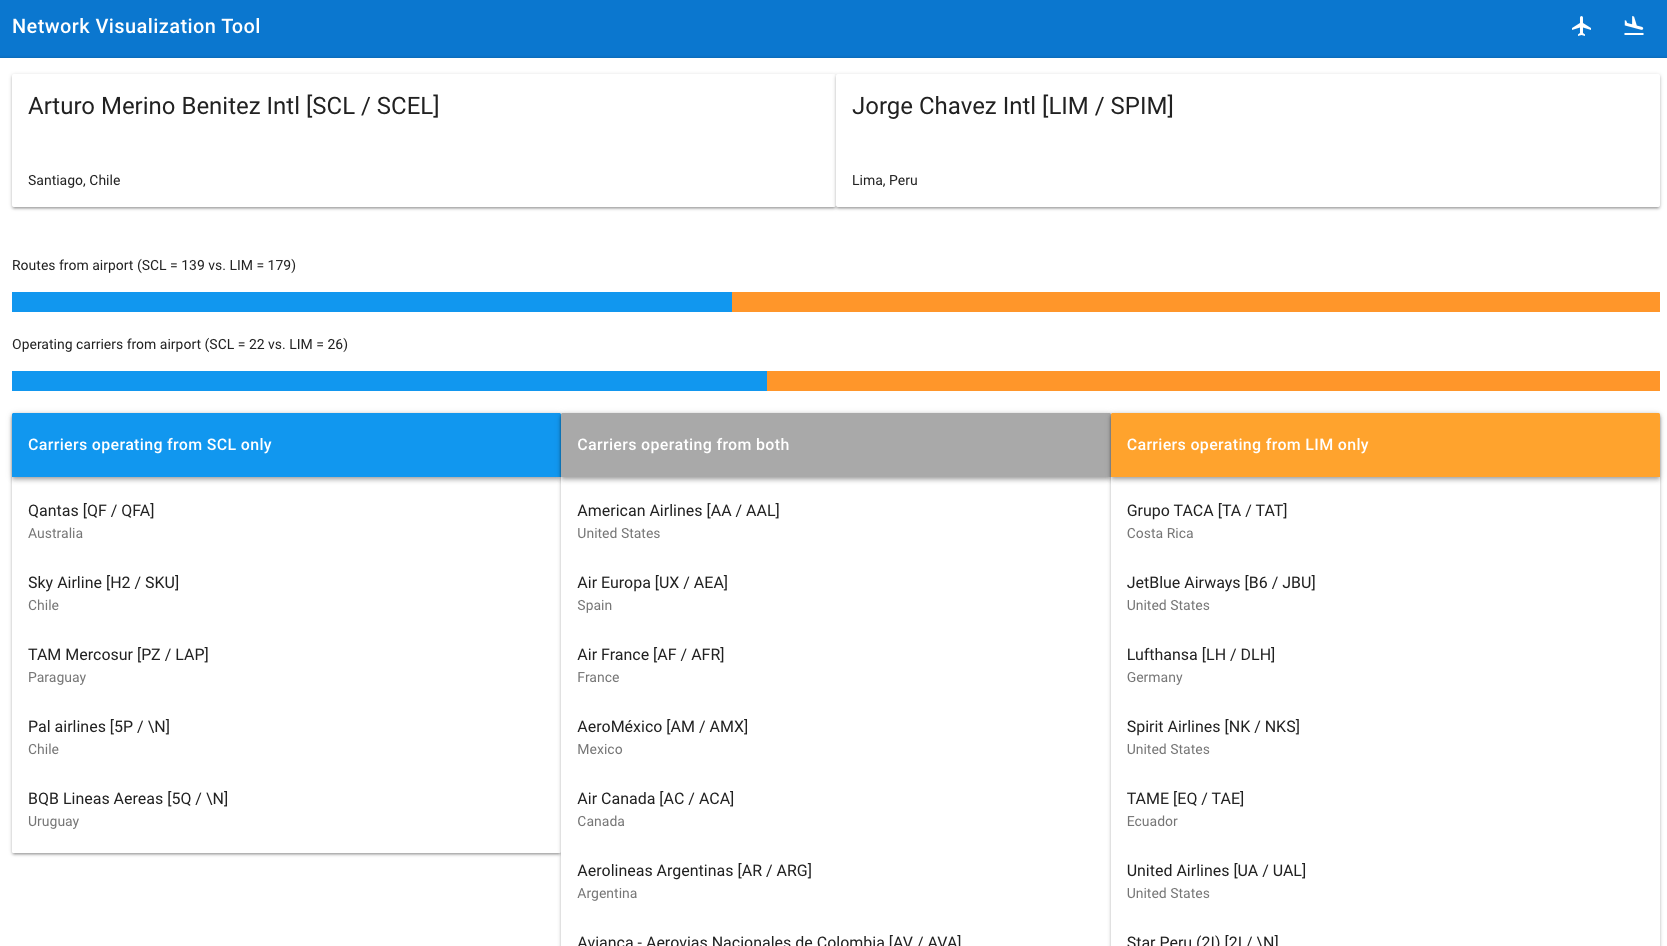 Network Visualization Tool
Arturo Merino Benitez Intl [SCL / SCEL]
Santiago, Chile
Jorge Chavez Intl [LIM / SPIM]
Lima, Peru
Routes from airport (SCL = 139 vs. LIM = 179)
Operating carriers from airport (SCL = 22 vs. LIM = 26)
Carriers operating from SCL only
Qantas [QF / QFA]
Australia
Sky Airline [H2 / SKU]
Chile
TAM Mercosur [PZ / LAP]
Paraguay
Pal airlines [5P / \N]
Chile
BQB Lineas Aereas [5Q / \N]
Uruguay
Carriers operating from both
American Airlines [AA / AAL]
United States
Air Europa [UX / AEA]
Spain
Air France [AF / AFR]
France
AeroMéxico [AM / AMX]
Mexico
Air Canada [AC / ACA]
Canada
Aerolineas Argentinas [AR / ARG]
Argentina
Avianca - Aerovias Nacionales de Colombia [AV / AVA]
Carriers operating from LIM only
Grupo TACA [TA / TAT]
Costa Rica
JetBlue Airways [B6 / JBU]
United States
Lufthansa [LH / DLH]
Germany
Spirit Airlines [NK / NKS]
United States
TAME [EQ / TAE]
Ecuador
United Airlines [UA / UAL]
United States
Star Peru (2I) [2I / \N]